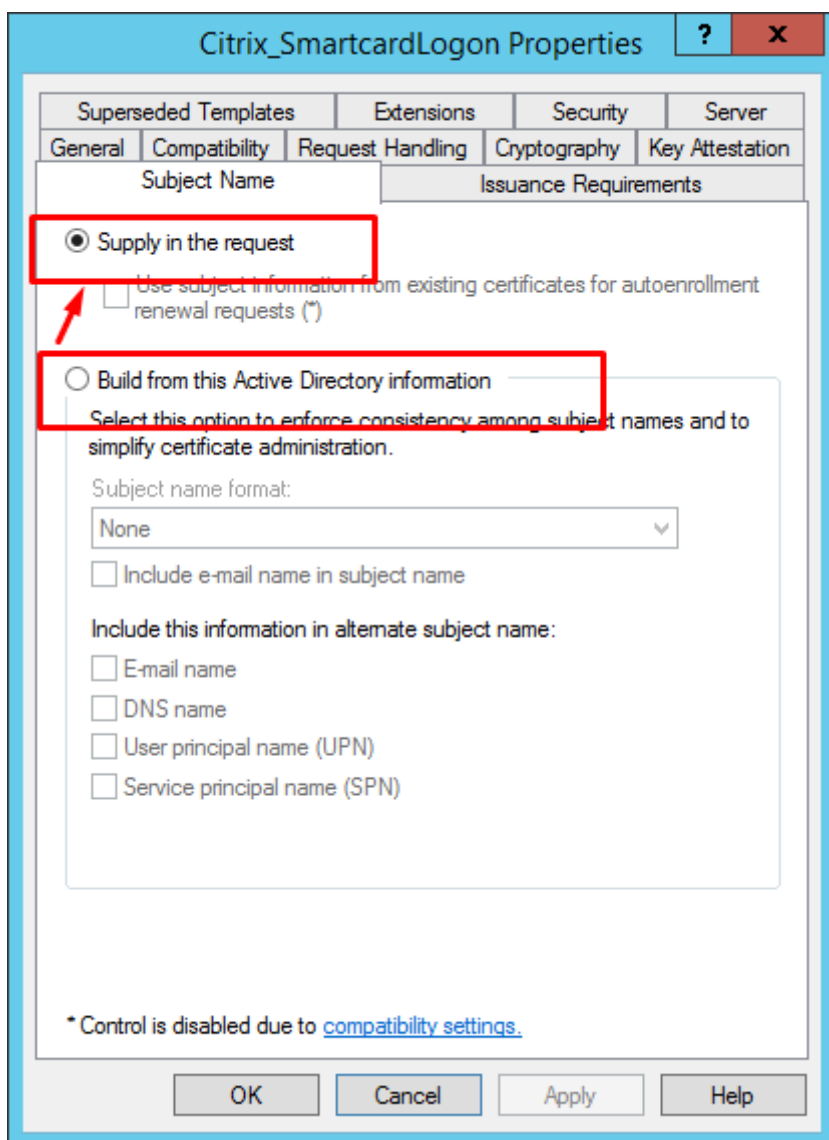 Citrix_SmartcardLogon Properties
?
x
Superseded Templates
Extensions
Security
Server
General
Compatibility
Request Handling
Cryptography
Key Attestation
Subject Name
Issuance Requirements
Supply in the request
Use subject information from existing certificates for autoenrollment
renewal requests (*)
Build from this Active Directory information
Select this option to enforce consistency among subject names and to
simplify certificate administration.
Subject name format:
None
Include e-mail name in subject name
Include this information in alternate subject name:
E-mail name
DNS name
User principal name (UPN)
Service principal name (SPN)
* Control is disabled due to compatibility settings.
OK
Cancel
Apply
Help